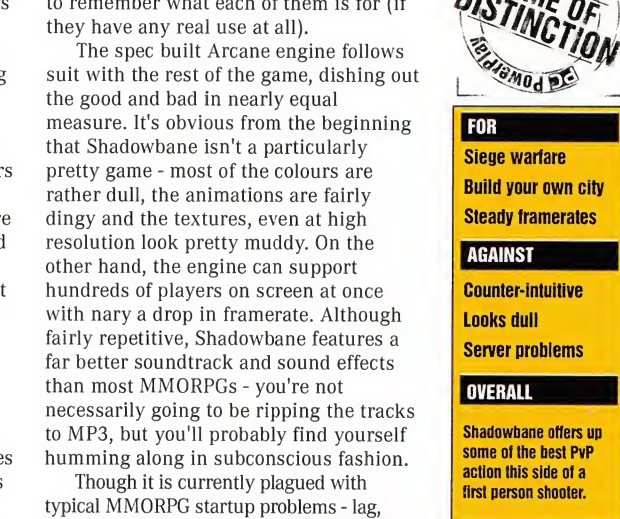 s
g
rs
re
d
t
es
s
to remember what each of them is for (if
they have any real use at all).
The spec built Arcane engine follows
suit with the rest of the game, dishing out
the good and bad in nearly equal
measure. It's obvious from the beginning
that Shadowbane isn't a particularly
pretty game - most of the colours are
rather dull, the animations are fairly
dingy and the textures, even at high
resolution look pretty muddy. On the
other hand, the engine can support
hundreds of players on screen at once
with nary a drop in framerate. Although
fairly repetitive, Shadowbane features a
far better soundtrack and sound effects
than most MMORPGs - you're not
necessarily going to be ripping the tracks
to MP3, but you'll probably find yourself
humming along in subconscious fashion.
Though it is currently plagued with
typical MMORPG startup problems - lag,
OF
DISTINCTION
PC PowerPlay
FOR
Siege warfare
Build your own city
Steady framerates
AGAINST
Counter-intuitive
Looks dull
Server problems
OVERALL
Shadowbane offers up
some of the best PvP
action this side of a
first person shooter.